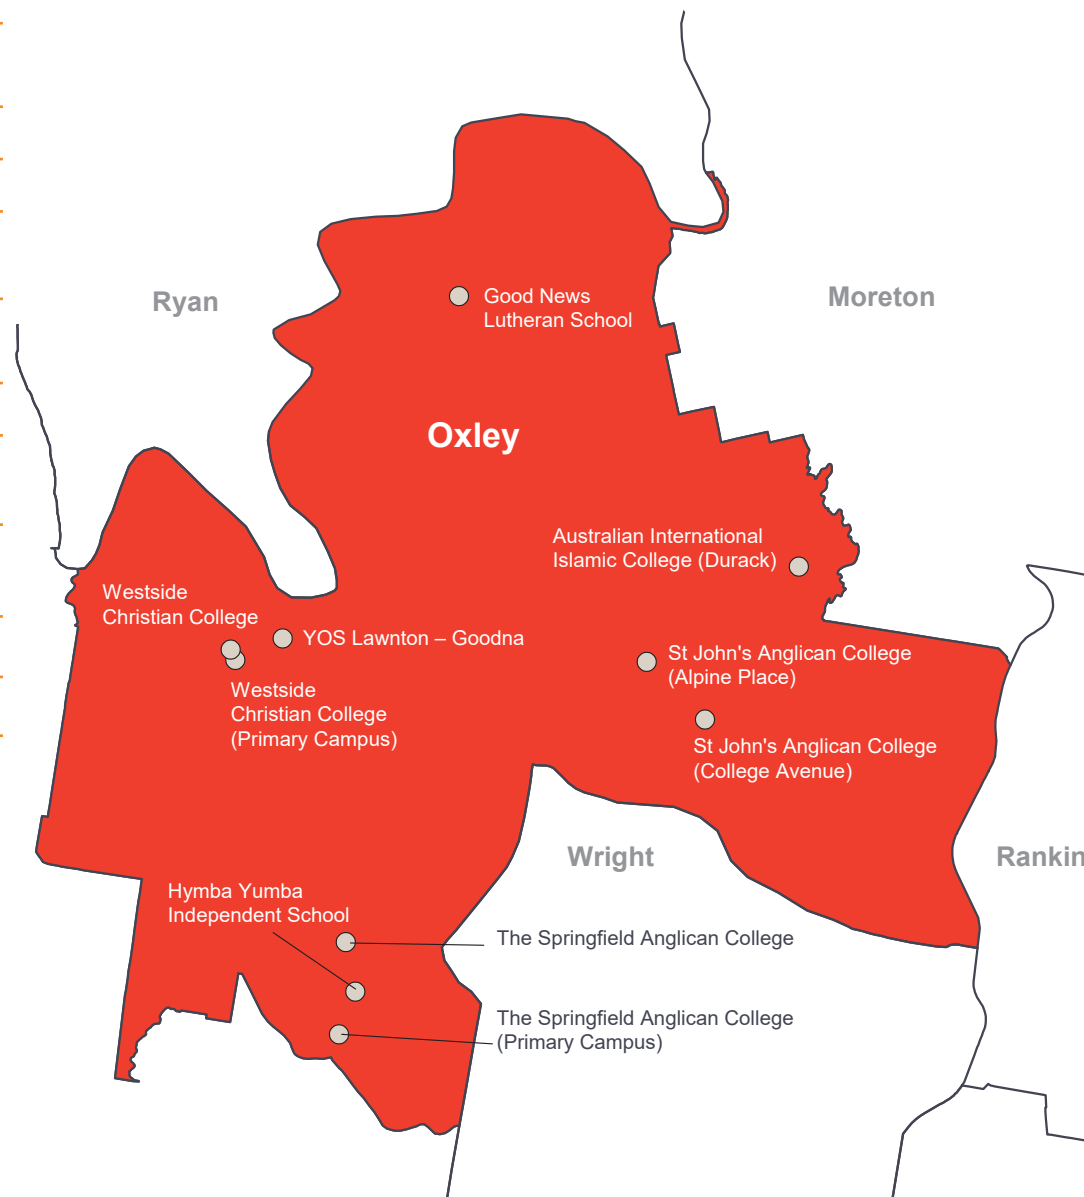 Ryan
Moreton
Good News
Lutheran School
Oxley
Australian International
Islamic College (Durack)
Westside
Christian College
YOS Lawnton – Goodna
St John's Anglican College
(Alpine Place)
Westside
Christian College
(Primary Campus)
St John's Anglican College
(College Avenue)
Wright
Rankin
Hymba Yumba
Independent School
The Springfield Anglican College
The Springfield Anglican College
(Primary Campus)